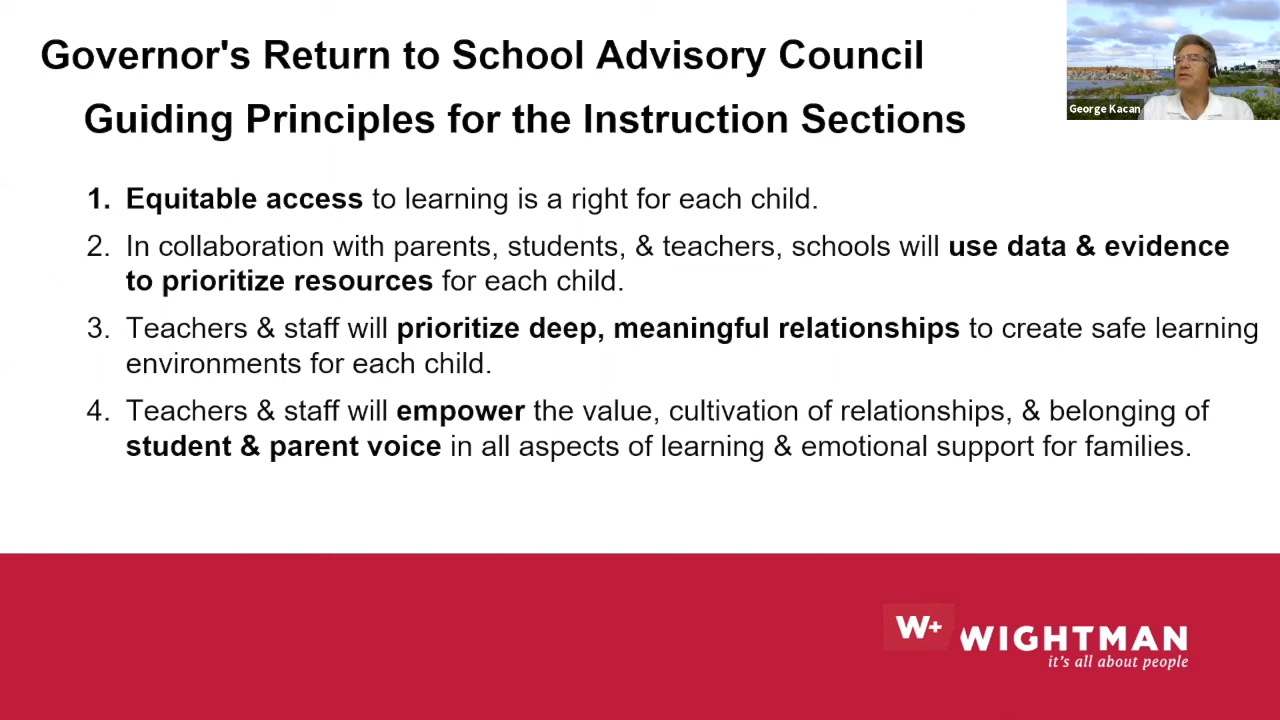 Governor's Return to School Advisory Council
Guiding Principles for the Instruction Sections
George Kacan
1. Equitable access to learning is a right for each child.
2. In collaboration with parents, students, & teachers, schools will use data & evidence
to prioritize resources for each child.
3. Teachers & staff will prioritize deep, meaningful relationships to create safe learning
environments for each child.
4. Teachers & staff will empower the value, cultivation of relationships, & belonging of
student & parent voice in all aspects of learning & emotional support for families.
W+ WIGHTMAN
it's all about people